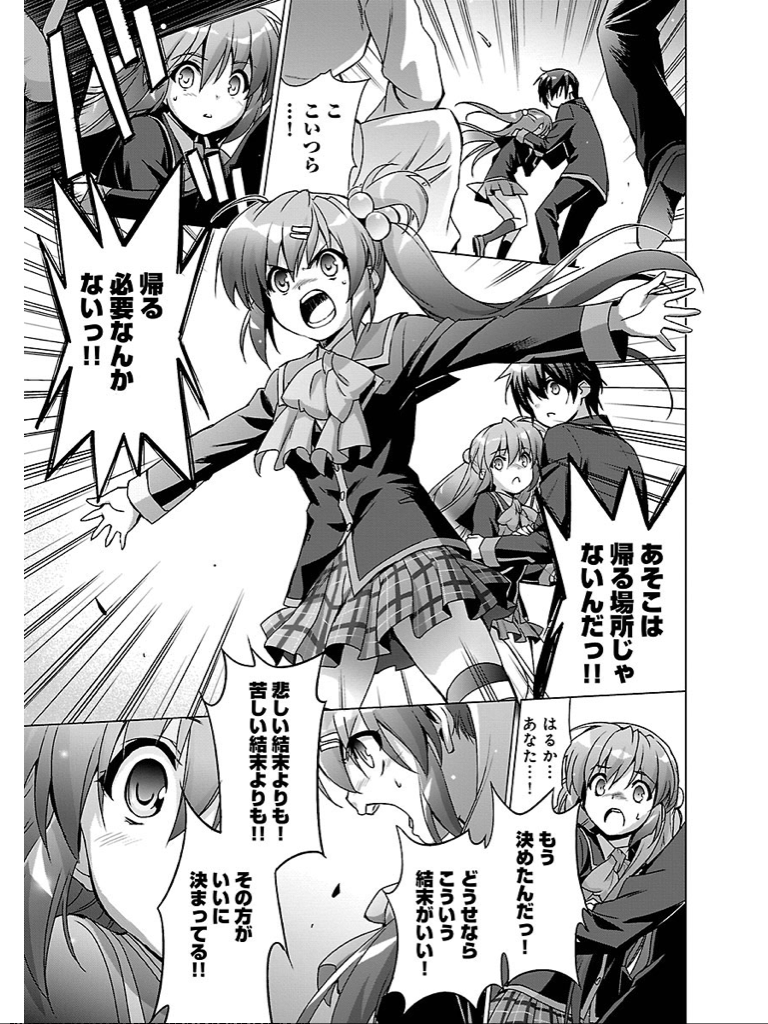 こ
こいつら
…！
あそこは
帰る場所じゃ
ないんだっ!!
帰る
必要なんか
ないっ!!
はるか…
あなた…！
もう
決めたんだっ！
どうせなら
こういう
結末がいい！
悲しい結末よりも！
苦しい結末よりも!!
その方が
いいに
決まってる!!